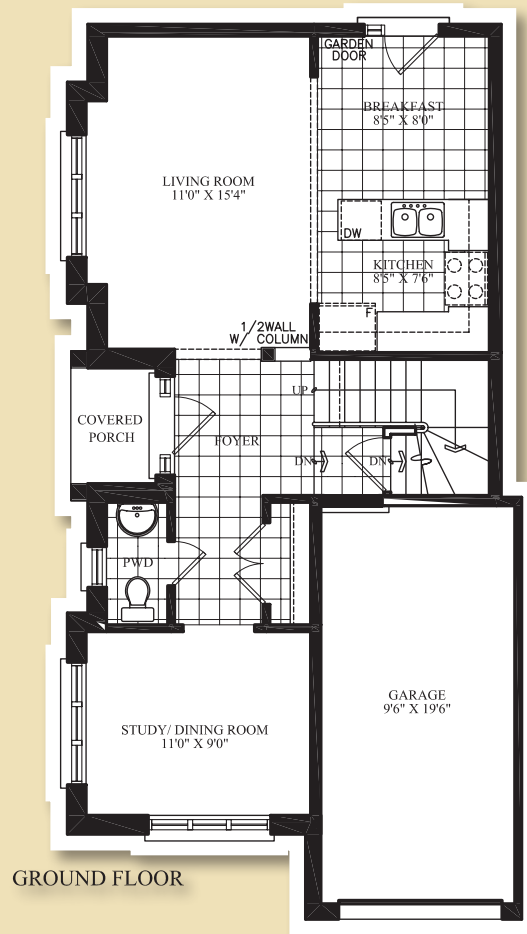 GARDEN
DOOR
BREAKFAST
8'5" X 8'0"
LIVING ROOM
11'0" X 15'4"
DW
KITCHEN
8'5" X 7'6"
F
1/2WALL
W/ COLUMN
UP
COVERED
PORCH
FOYER
DN
DN
PWD
GARAGE
9'6" X 19'6"
STUDY/ DINING ROOM
11'0" X 9'0"
GROUND FLOOR